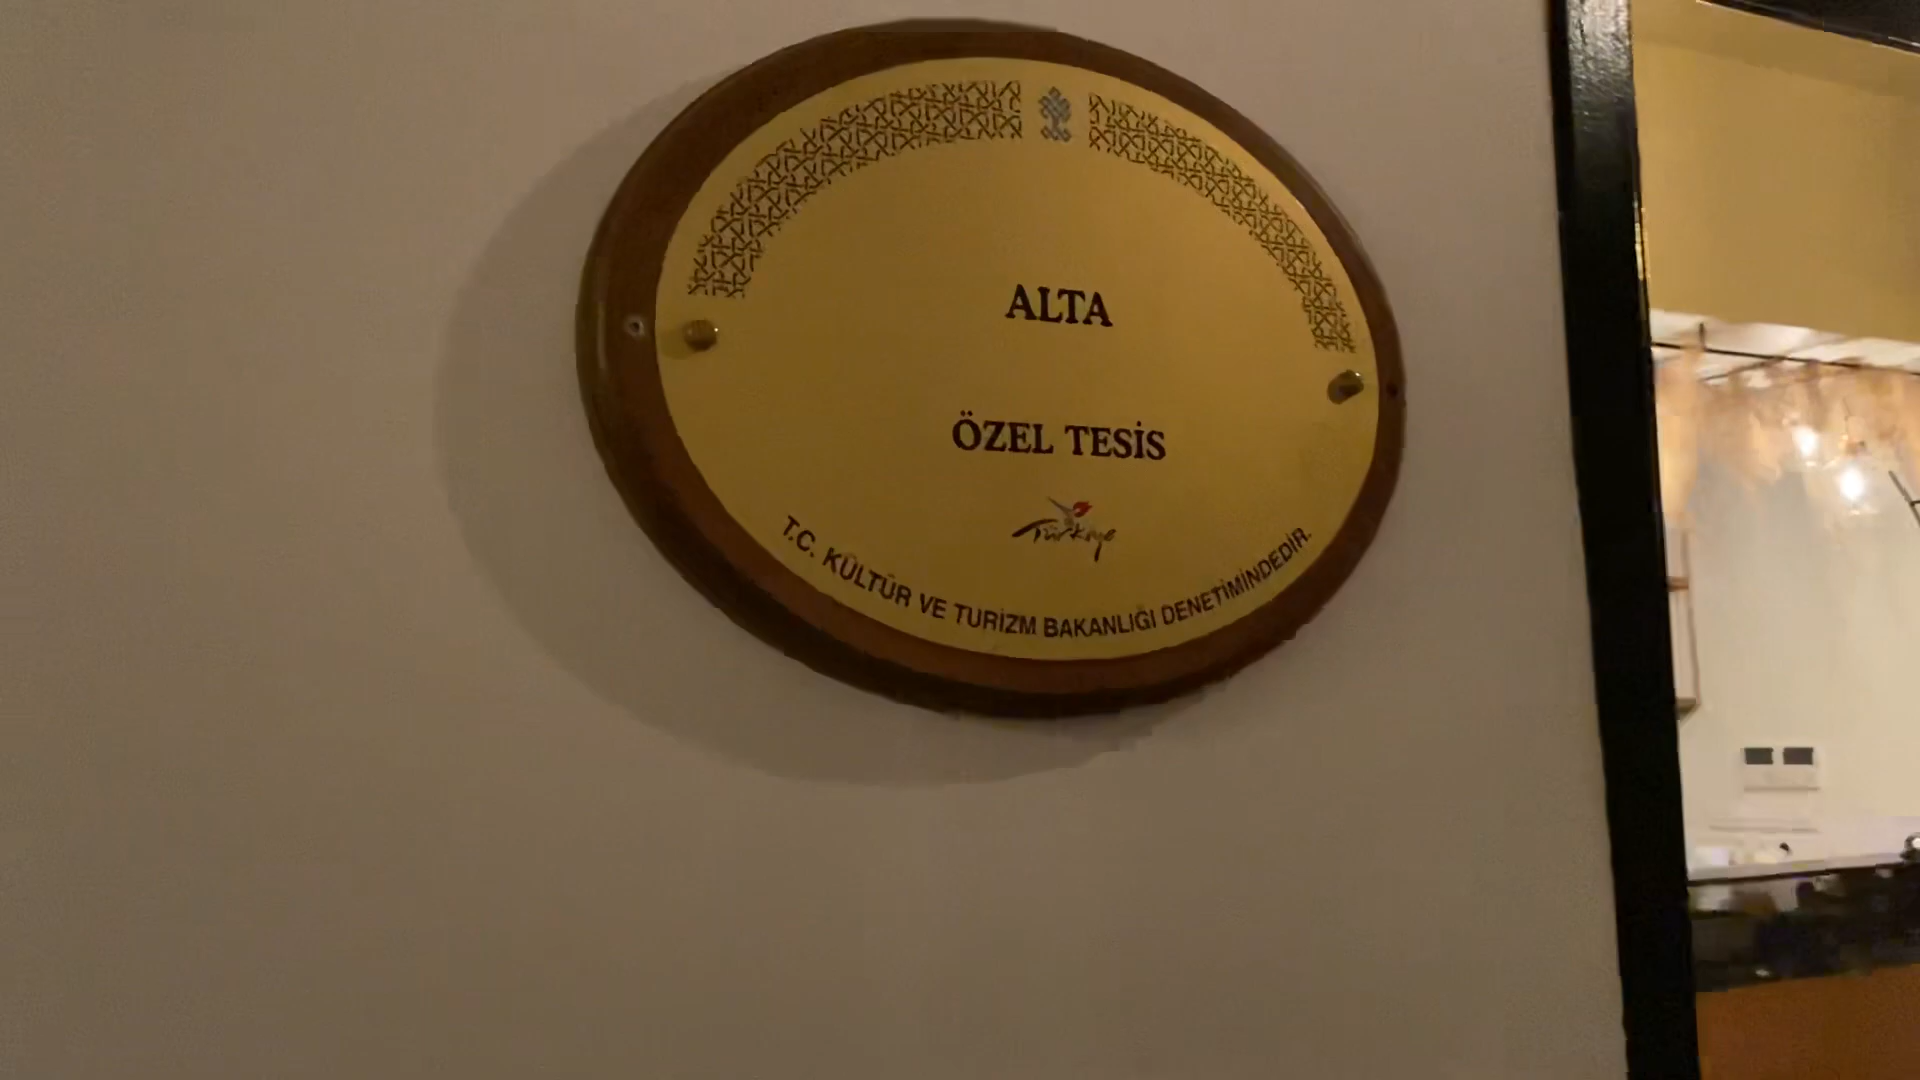 ALTA
ÖZEL TESİS
Türkiye
T.C. KÜLTÜR VE TURİZM BAKANLIĞI DENETİMİNDEDİR.